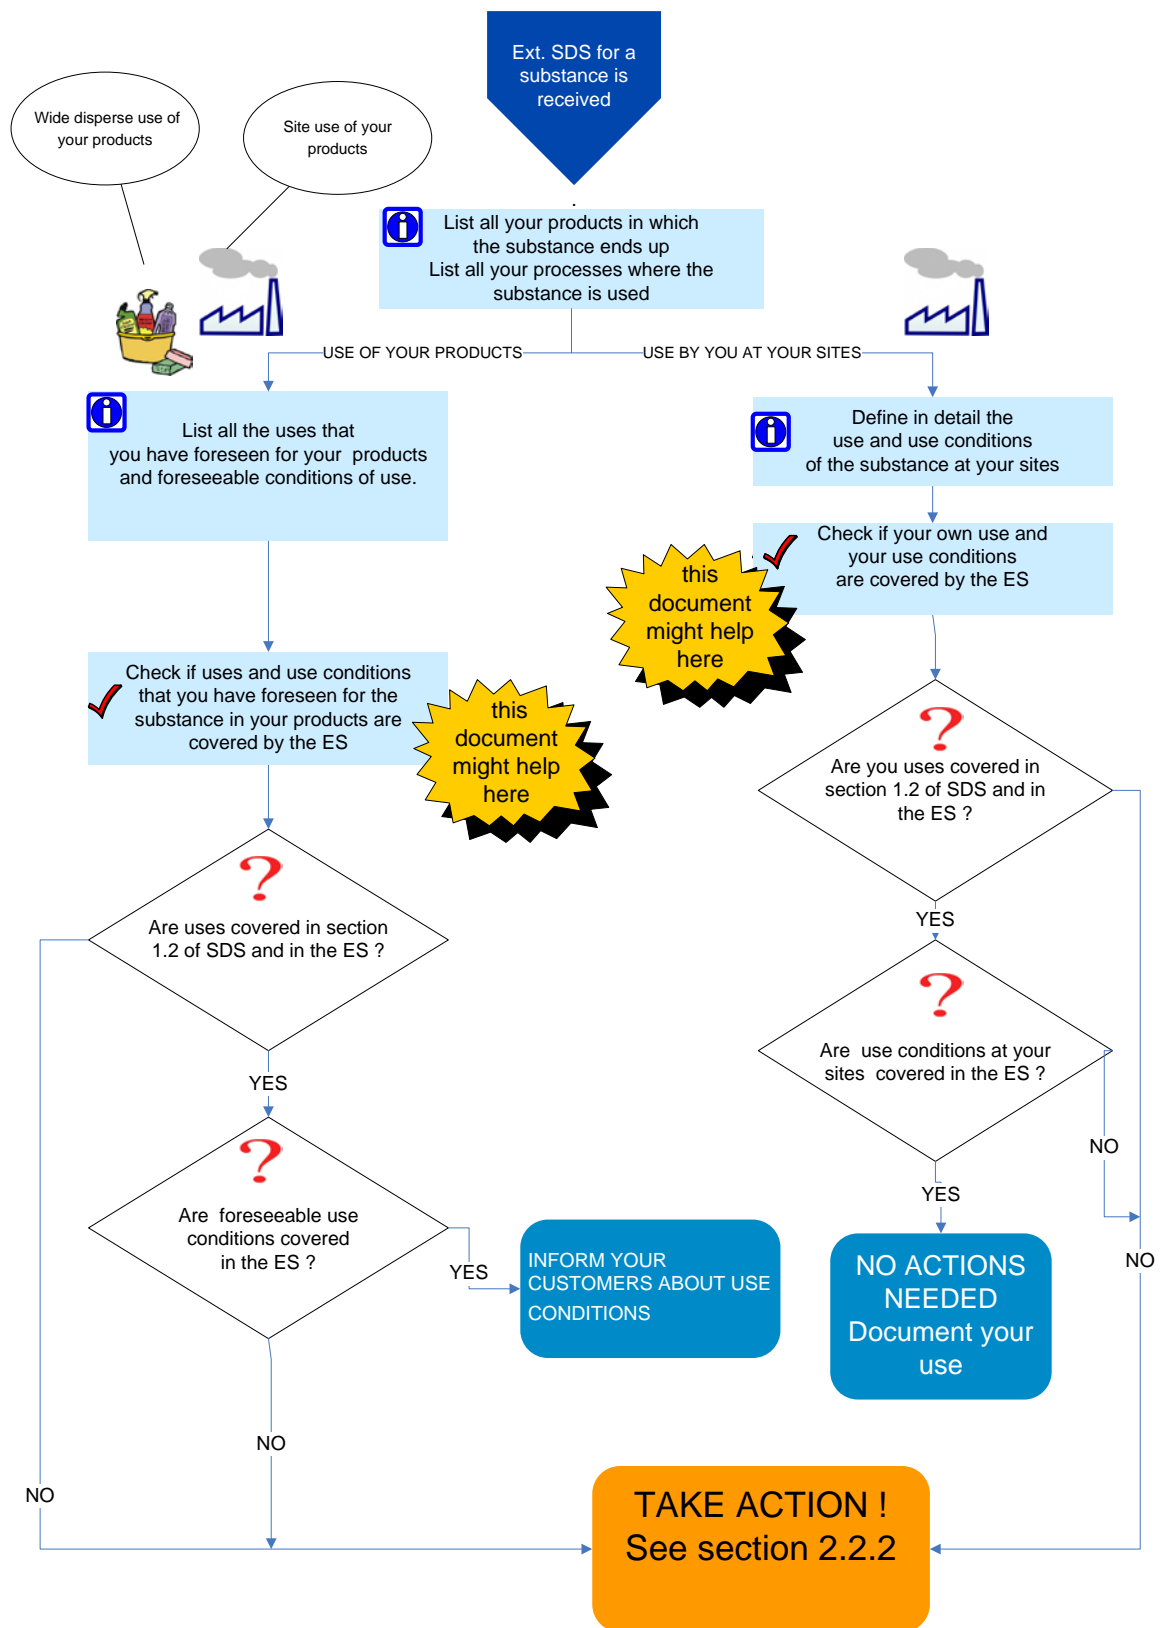 Ext. SDS for a
substance is
received
Wide disperse use of
your products
Site use of your
products
List all your products in which
the substance ends up
List all your processes where the
substance is used
USE OF YOUR PRODUCTS
USE BY YOU AT YOUR SITES
List all the uses that
you have foreseen for your products
and foreseeable conditions of use.
Define in detail the
use and use conditions
of the substance at your sites
Check if your own use and
your use conditions
are covered by the ES
this
document
might help
here
Check if uses and use conditions
that you have foreseen for the
substance in your products are
covered by the ES
this
document
might help
here
?
Are you uses covered in
section 1.2 of SDS and in
the ES ?
?
Are uses covered in section
1.2 of SDS and in the ES ?
YES
?
Are use conditions at your
sites covered in the ES ?
YES
?
Are foreseeable use
conditions covered
in the ES ?
NO
YES
YES
INFORM YOUR
CUSTOMERS ABOUT USE
CONDITIONS
NO ACTIONS
NEEDED
Document your
use
NO
NO
NO
TAKE ACTION !
See section 2.2.2